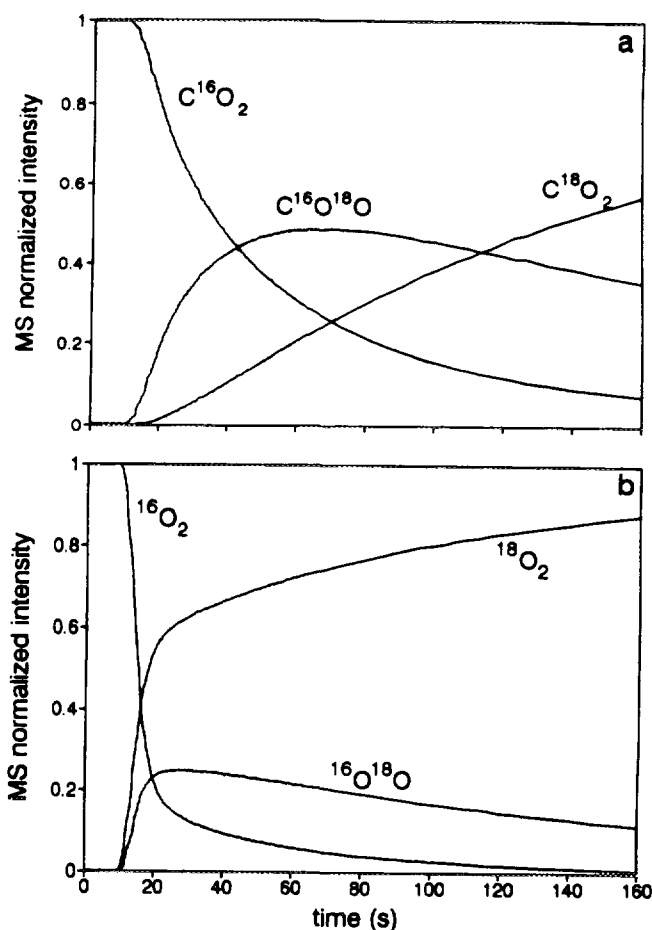 a
MS normalized intensity
1
0.8
0.6
0.4
0.2
0
C¹⁶O₂
C¹⁶O¹⁸O
C¹⁸O₂
b
MS normalized intensity
1
0.8
0.6
0.4
0.2
0
¹⁶O₂
¹⁸O₂
¹⁶O¹⁸O
0 20 40 60 80 100 120 140 160
time (s)